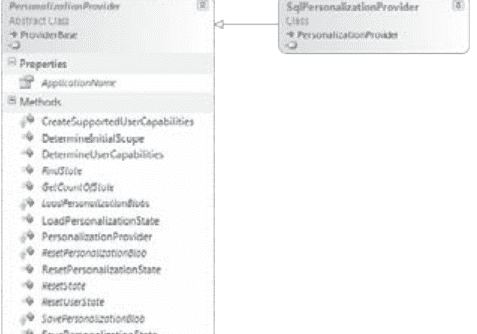 PersonalizationProvider
Abstract Class
ProviderBase
Properties
ApplicationName
Methods
CreateSupportedUserCapabilities
DetermineInitialScope
DetermineUserCapabilities
FindState
GetCountOfState
LoadPersonalizationBlobs
LoadPersonalizationState
PersonalizationProvider
ResetPersonalizationBlob
ResetPersonalizationState
ResetState
ResetUserState
SavePersonalizationBlob
SavePersonalizationState
SqlPersonalizationProvider
Class
PersonalizationProvider